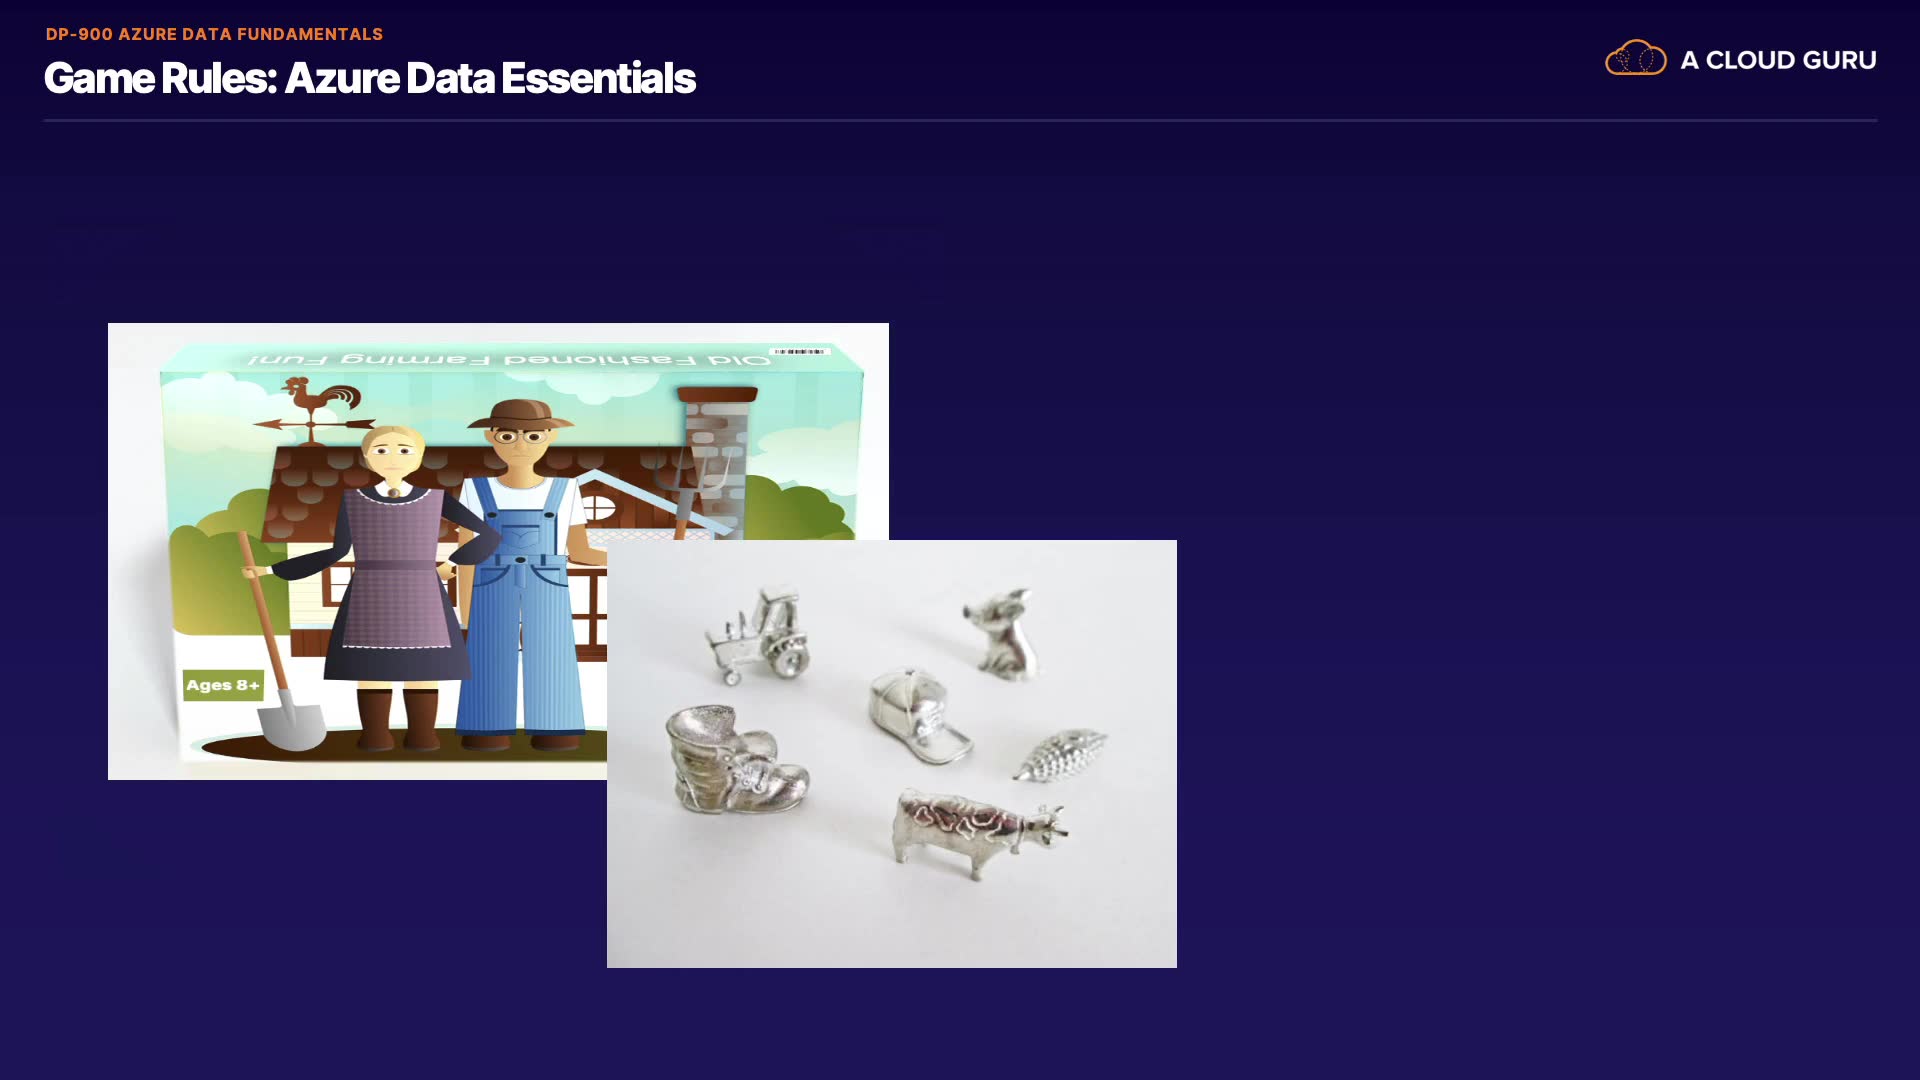 DP-900 AZURE DATA FUNDAMENTALS
Game Rules: Azure Data Essentials
A CLOUD GURU
Old Fashioned Farming Fun!
Ages 8+